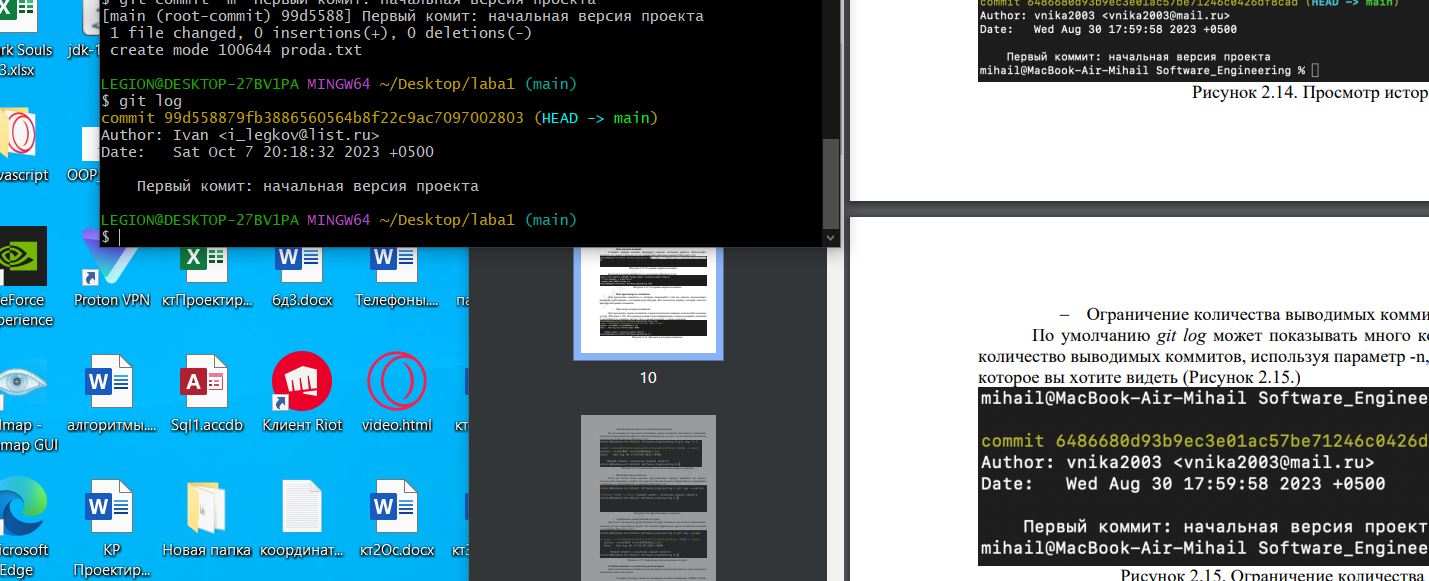 $ git commit -m "Первый комит: начальная версия проекта
[main (root-commit) 99d5588] Первый комит: начальная версия проекта
1 file changed, 0 insertions(+), 0 deletions(-)
create mode 100644 proda.txt
LEGION@DESKTOP-27BV1PA MINGW64 ~/Desktop/laba1 (main)
$ git log
commit 99d558879fb3886560564b8f22c9ac7097002803 (HEAD -> main)
Author: Ivan <i_legkov@list.ru>
Date: Sat Oct 7 20:18:32 2023 +0500
Первый комит: начальная версия проекта
LEGION@DESKTOP-27BV1PA MINGW64 ~/Desktop/laba1 (main)
$
rk Souls
3.xlsx
jdk-1
vascript
OOP_
eForce
perience
Proton VPN
ктПроектир...
бд3.docx
Телефоны....
map -
map GUI
алгоритмы....
Sql1.accdb
Клиент Riot
video.html
кт
icrosoft
Edge
КР
Проектир...
Новая папка
координат...
кт2Ос.docx
кт3
10
commit 6486680d93b9ec3e01ac57be71246c0426df8cad (HEAD -> main)
Author: vnika2003 <vnika2003@mail.ru>
Date: Wed Aug 30 17:59:58 2023 +0500
Первый коммит: начальная версия проекта
mihail@MacBook-Air-Mihail Software_Engineering %
Рисунок 2.14. Просмотр истор
– Ограничение количества выводимых комми
По умолчанию git log может показывать много ко
количество выводимых коммитов, используя параметр -n,
которое вы хотите видеть (Рисунок 2.15.)
mihail@MacBook-Air-Mihail Software_Enginee
commit 6486680d93b9ec3e01ac57be71246c0426d
Author: vnika2003 <vnika2003@mail.ru>
Date: Wed Aug 30 17:59:58 2023 +0500
Первый коммит: начальная версия проект
mihail@MacBook-Air-Mihail Software_Enginee
Рисунок 2.15. Ограничение количества